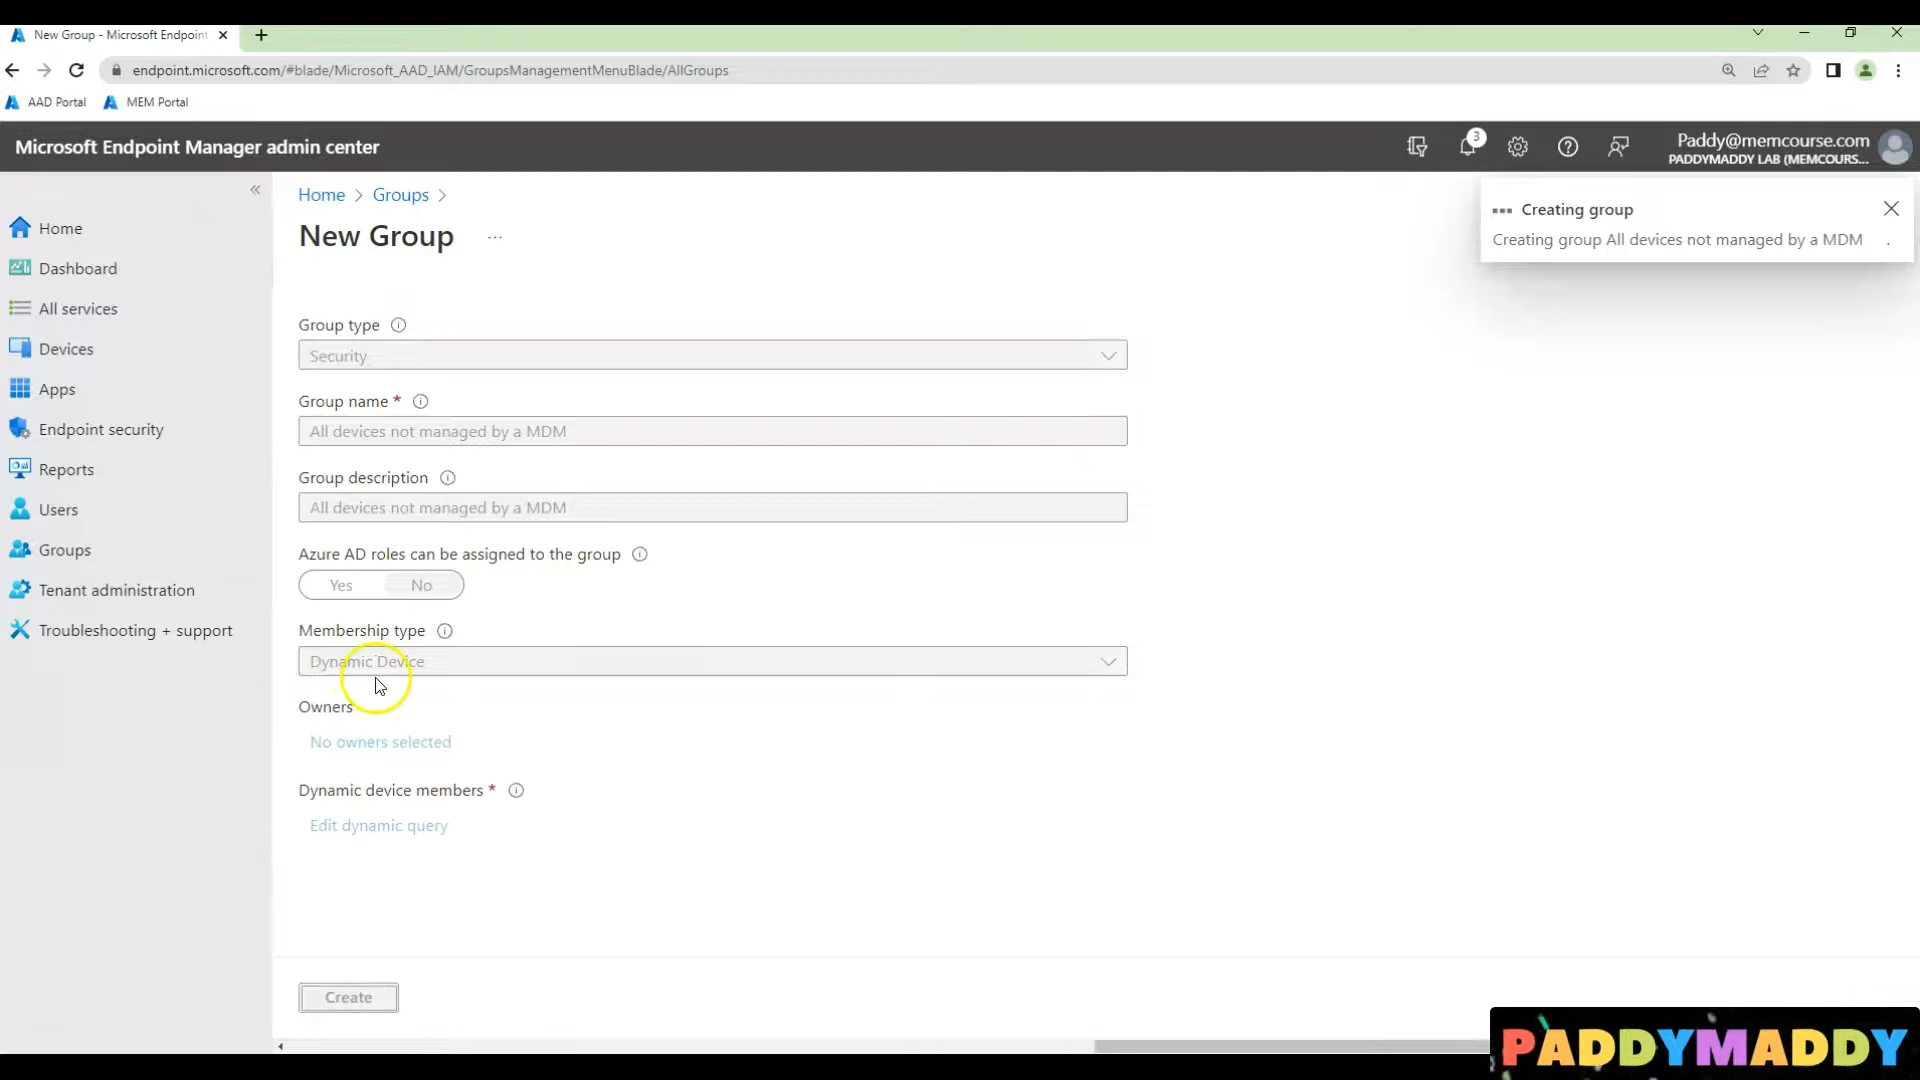 New Group - Microsoft Endpoint
endpoint.microsoft.com/#blade/Microsoft_AAD_IAM/GroupsManagementMenuBlade/AllGroups
AAD Portal
MEM Portal
Microsoft Endpoint Manager admin center
3
Paddy@memcourse.com
PADDYMADDY LAB (MEMCOURS...
Home
Dashboard
All services
Devices
Apps
Endpoint security
Reports
Users
Groups
Tenant administration
Troubleshooting + support
Home > Groups >
New Group ...
Creating group
Creating group All devices not managed by a MDM .
Group type
Security
Group name *
All devices not managed by a MDM
Group description
All devices not managed by a MDM
Azure AD roles can be assigned to the group
Yes No
Membership type
Dynamic Device
Owners
No owners selected
Dynamic device members *
Edit dynamic query
Create
PADDYMADDY